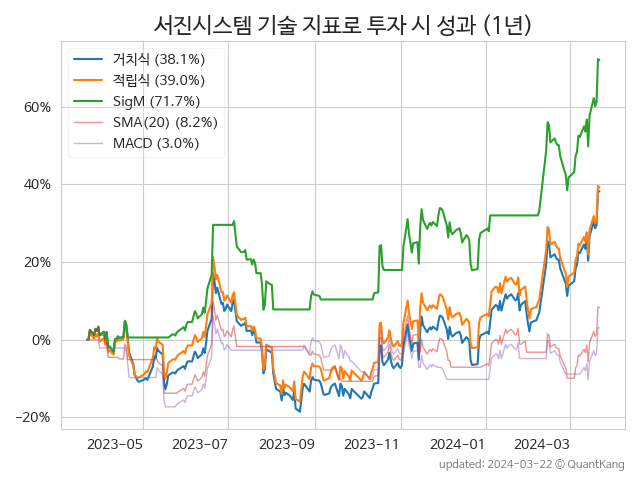 서진시스템 기술 지표로 투자 시 성과 (1년)
거치식 (38.1%)
적립식 (39.0%)
SigM (71.7%)
SMA(20) (8.2%)
MACD (3.0%)
60%
40%
20%
0%
−20%
2023-05
2023-07
2023-09
2023-11
2024-01
2024-03
updated: 2024-03-22 © QuantKang